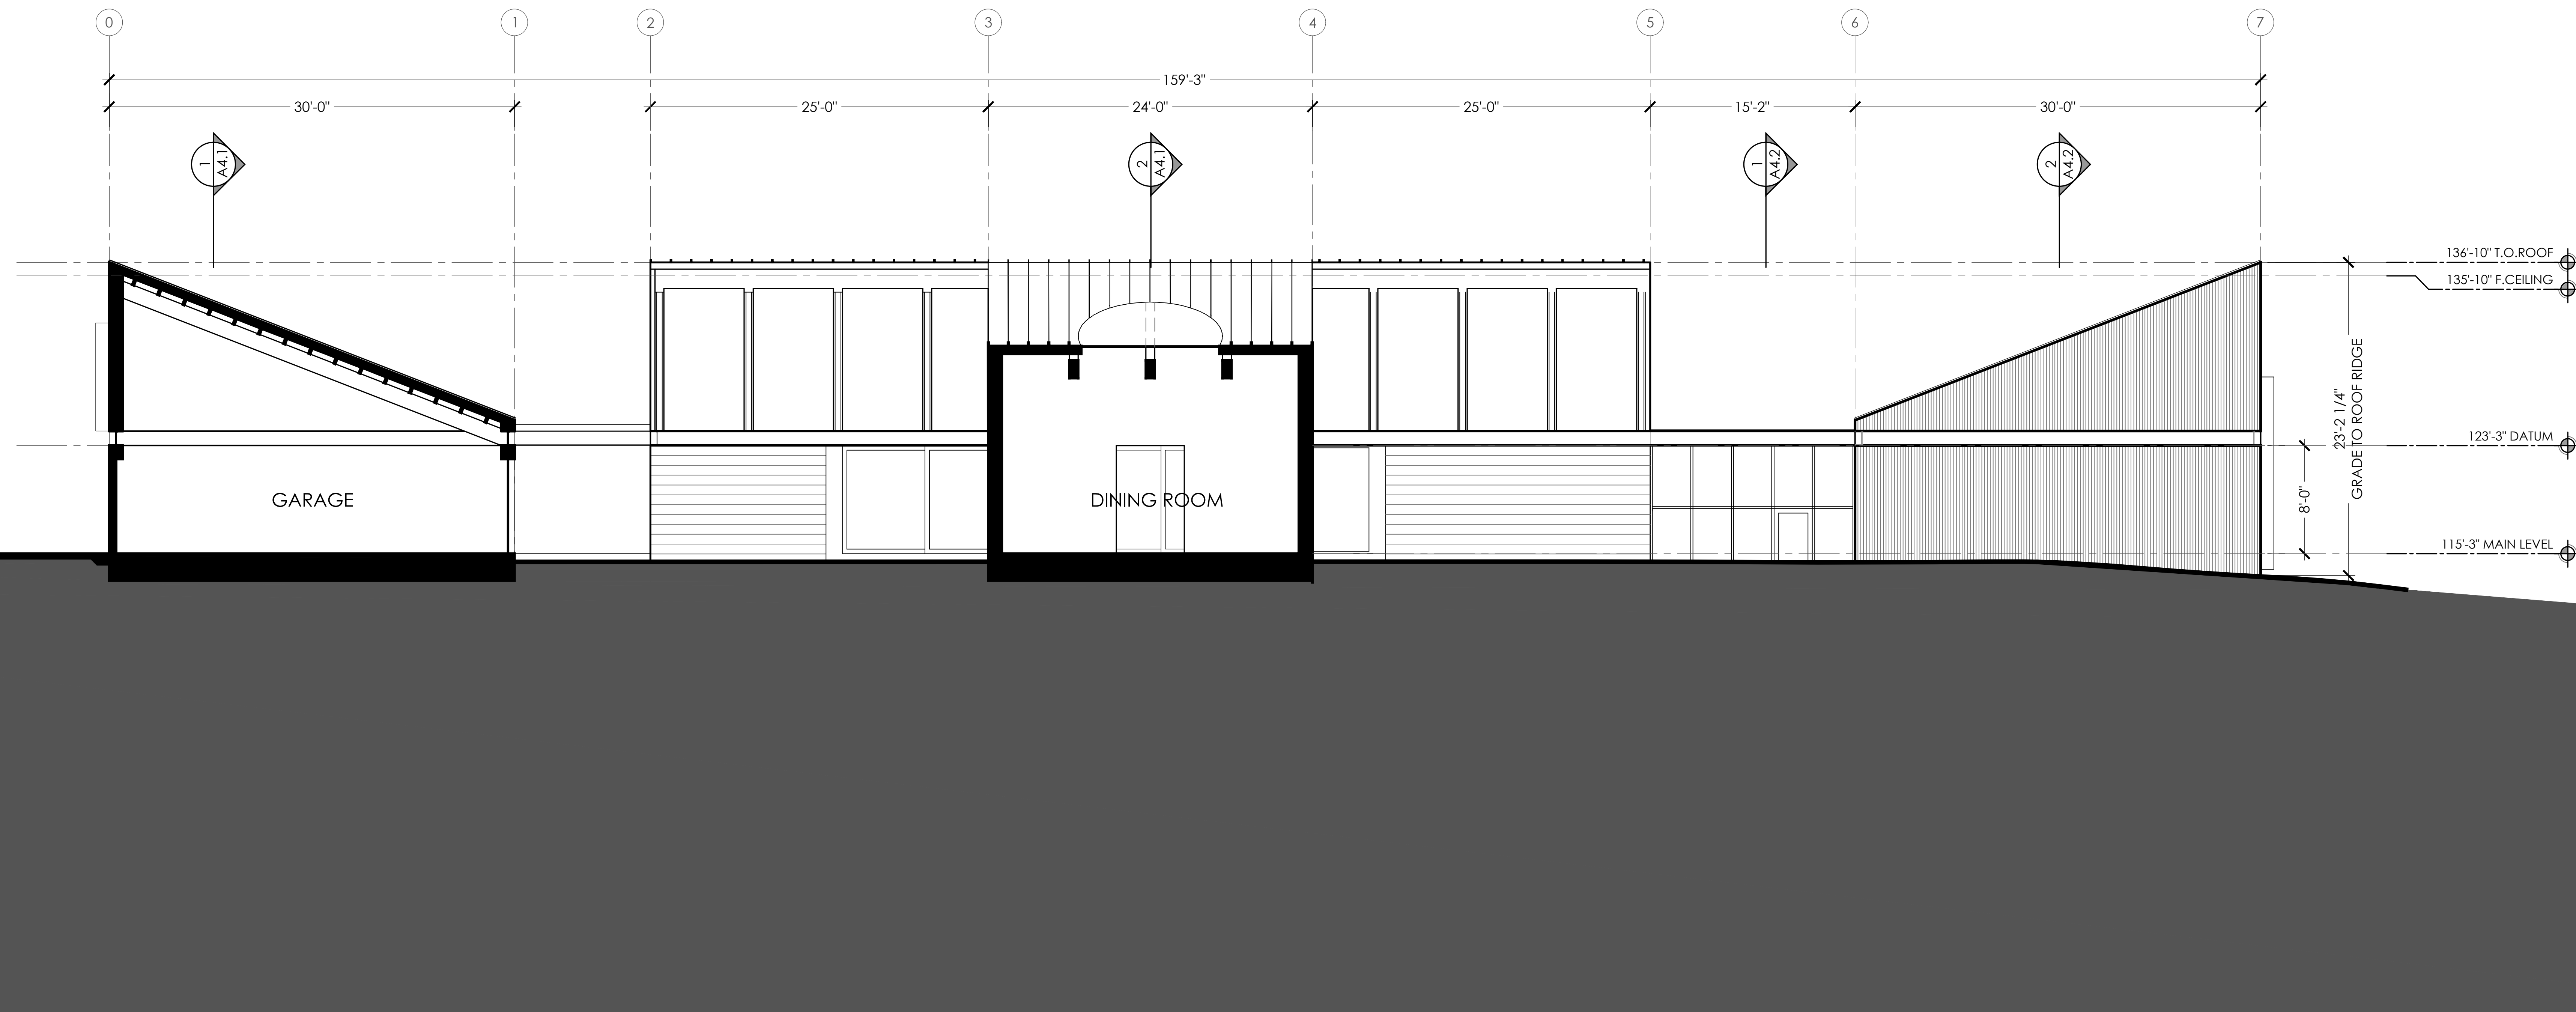 0 1 2 3 4 5 6 7
159'-3"
30'-0" 25'-0" 24'-0" 25'-0" 15'-2" 30'-0"
1 A4.1
2 A4.1
1 A4.2
2 A4.2
136'-10" T.O.ROOF
135'-10" F.CEILING
123'-3" DATUM
23'-2 1/4"
GRADE TO ROOF RIDGE
GARAGE
DINING ROOM
8'-0"
115'-3" MAIN LEVEL